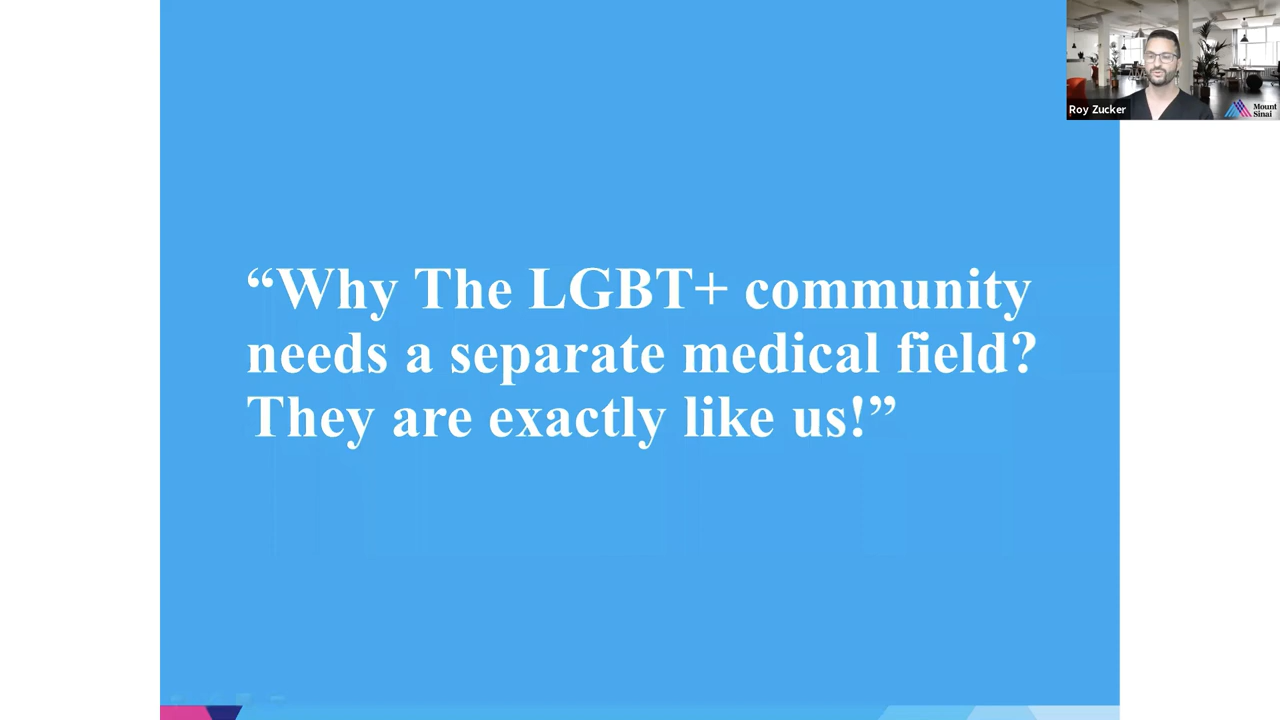 “Why The LGBT+ community
needs a separate medical field?
They are exactly like us!”
Roy Zucker
Mount
Sinai